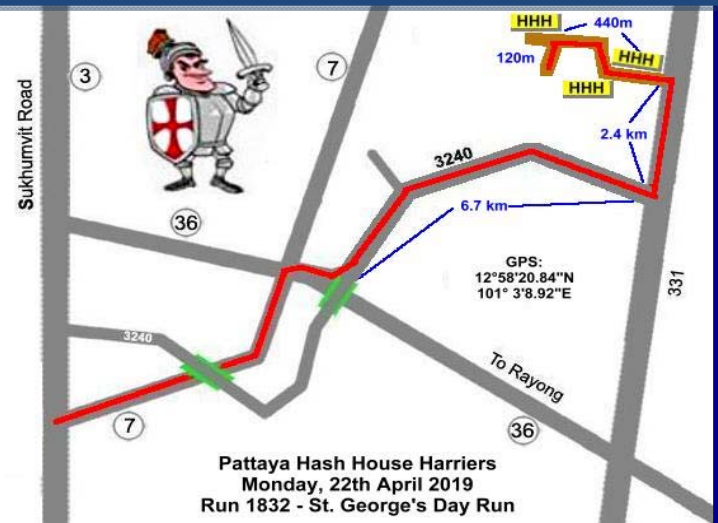 HHH
440m
3
7
120m
HHH
HHH
Sukhumvit Road
2.4 km
3240
6.7 km
36
GPS:
12°58'20.84"N
101° 3'8.92"E
331
3240
To Rayong
7
36
Pattaya Hash House Harriers
Monday, 22th April 2019
Run 1832 - St. George's Day Run